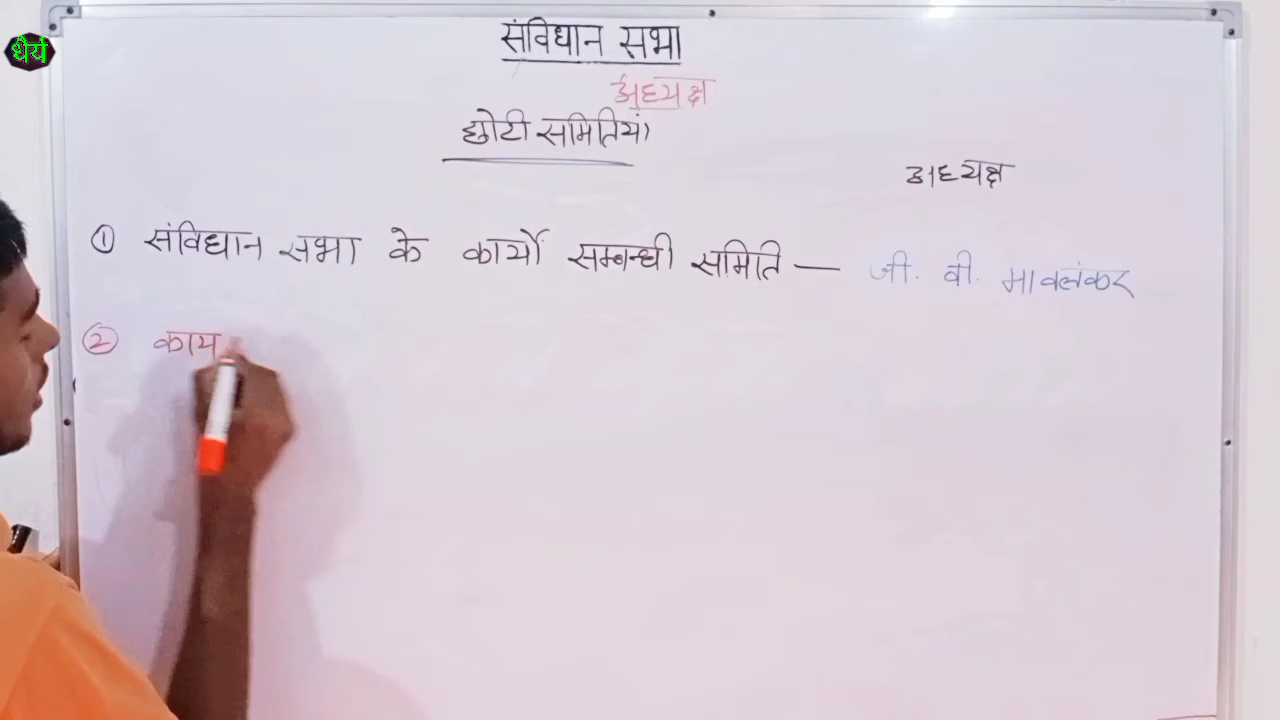 धैर्य
संविधान सभा
अध्यक्ष
छोटी समितियां
अध्यक्ष
① संविधान सभा के कार्यो सम्बन्धी समिति — जी. वी. मावलंकर
② काय